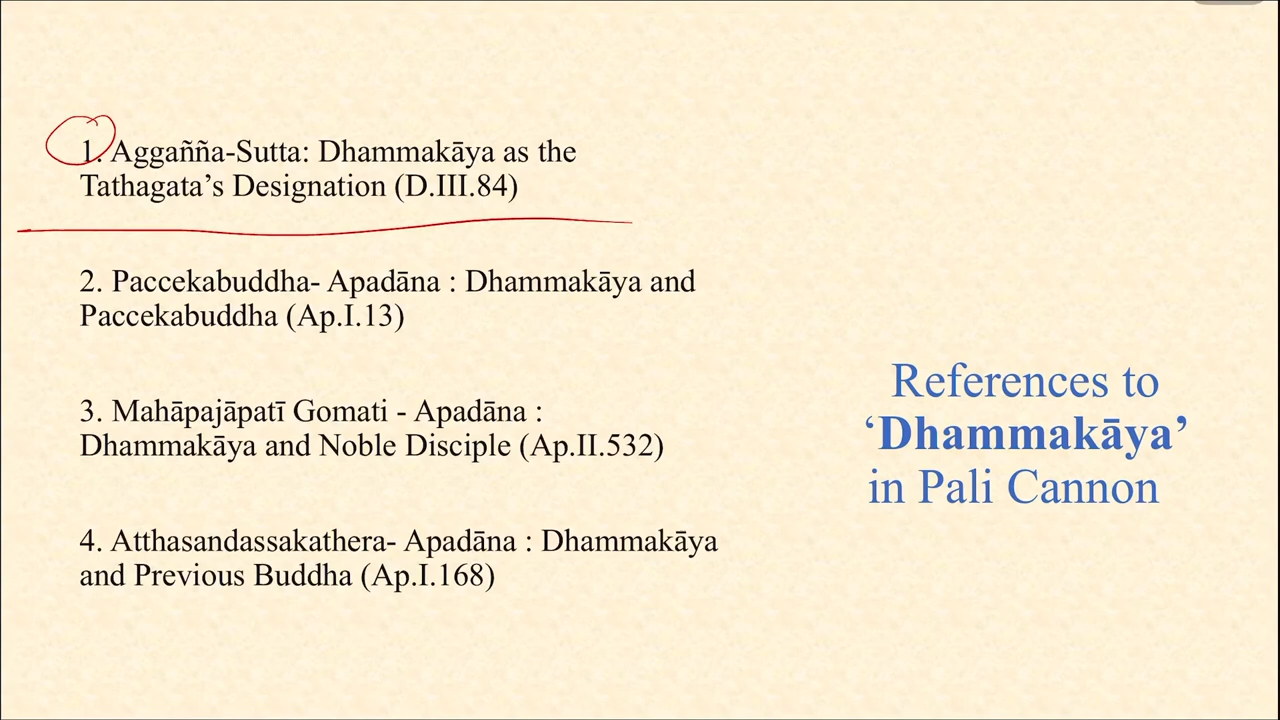 1. Aggañña-Sutta: Dhammakāya as the
Tathagata’s Designation (D.III.84)
2. Paccekabuddha- Apadāna : Dhammakāya and
Paccekabuddha (Ap.I.13)
3. Mahāpajāpatī Gomati - Apadāna :
Dhammakāya and Noble Disciple (Ap.II.532)
4. Atthasandassakathera- Apadāna : Dhammakāya
and Previous Buddha (Ap.I.168)
References to
‘Dhammakāya’
in Pali Cannon